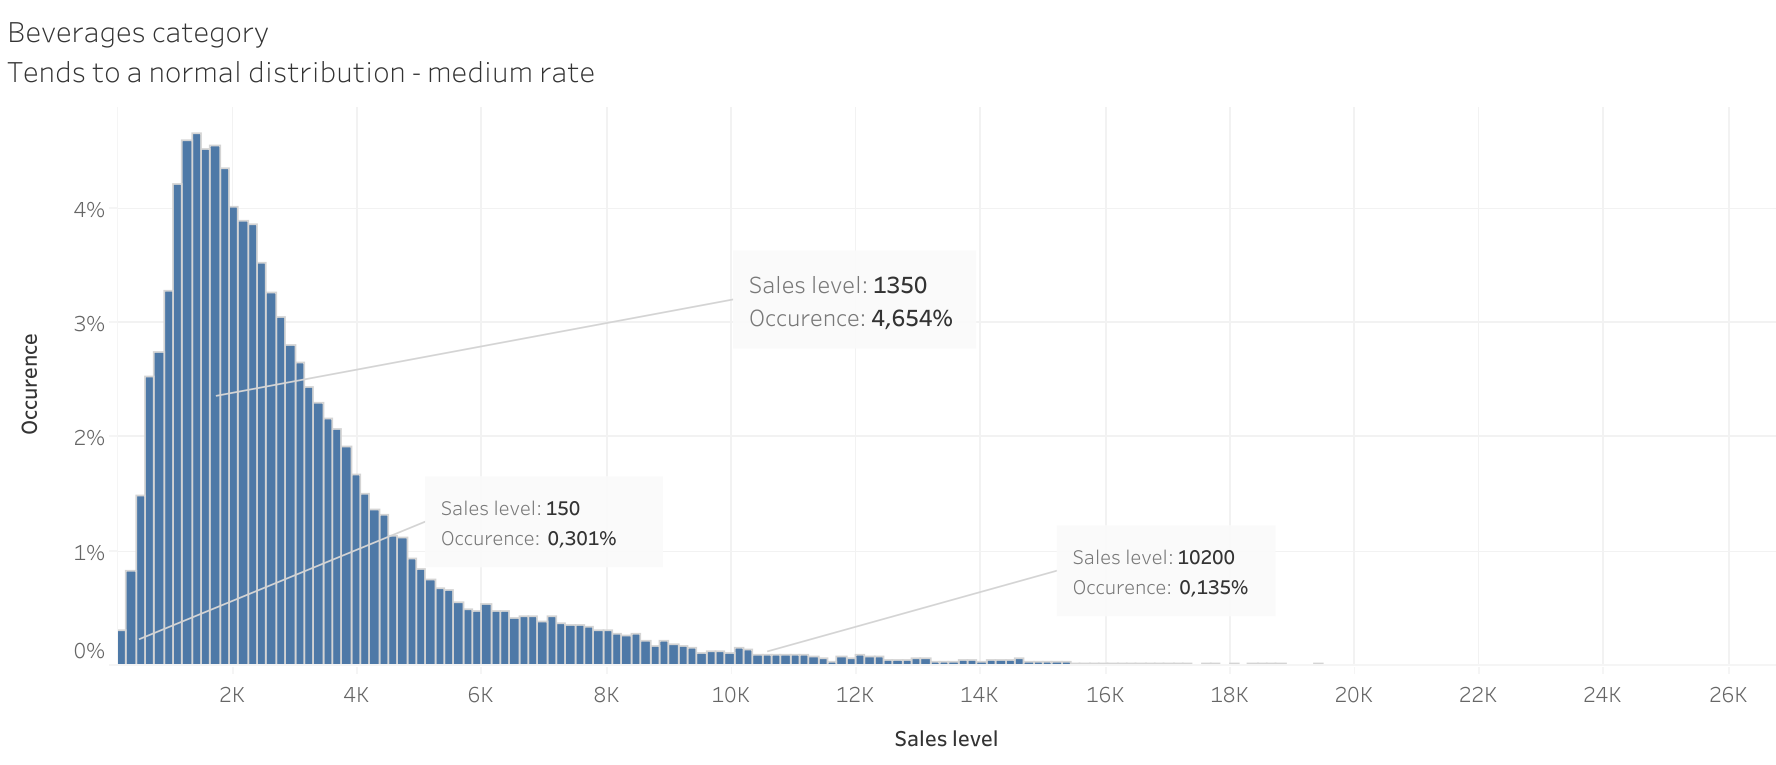 Beverages category
Tends to a normal distribution - medium rate
4%
3%
2%
1%
0%
Occurence
Sales level: 1350
Occurence: 4,654%
Sales level: 150
Occurence: 0,301%
Sales level: 10200
Occurence: 0,135%
2K 4K 6K 8K 10K 12K 14K 16K 18K 20K 22K 24K 26K
Sales level